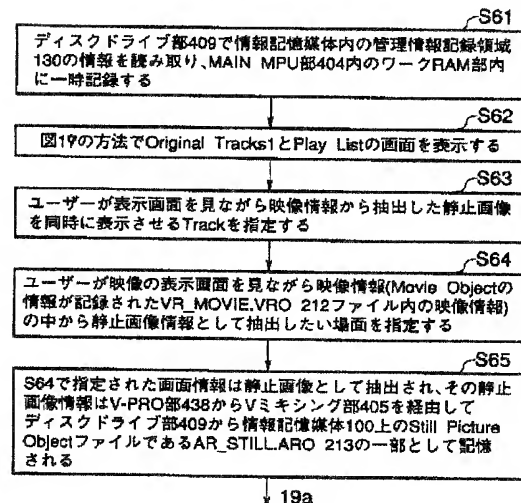 S61
ディスクドライブ部409で情報記憶媒体内の管理情報記録領域
130の情報を読み取り、MAIN MPU部404内のワークRAM部内
に一時記録する
S62
図19の方法でOriginal Tracks1とPlay Listの画面を表示する
S63
ユーザーが表示画面を見ながら映像情報から抽出した静止画像
を同時に表示させるTrackを指定する
S64
ユーザーが映像の表示画面を見ながら映像情報(Movie Objectの
情報が記録されたVR_MOVIE.VRO 212ファイル内の映像情報)
の中から静止画像情報として抽出したい場面を指定する
S65
S64で指定された画面情報は静止画像として抽出され、その静止
画像情報はV-PRO部438からVミキシング部405を経由して
ディスクドライブ部409から情報記憶媒体100上のStill Picture
ObjectファイルであるAR_STILL.ARO 213の一部として記憶
される
19a